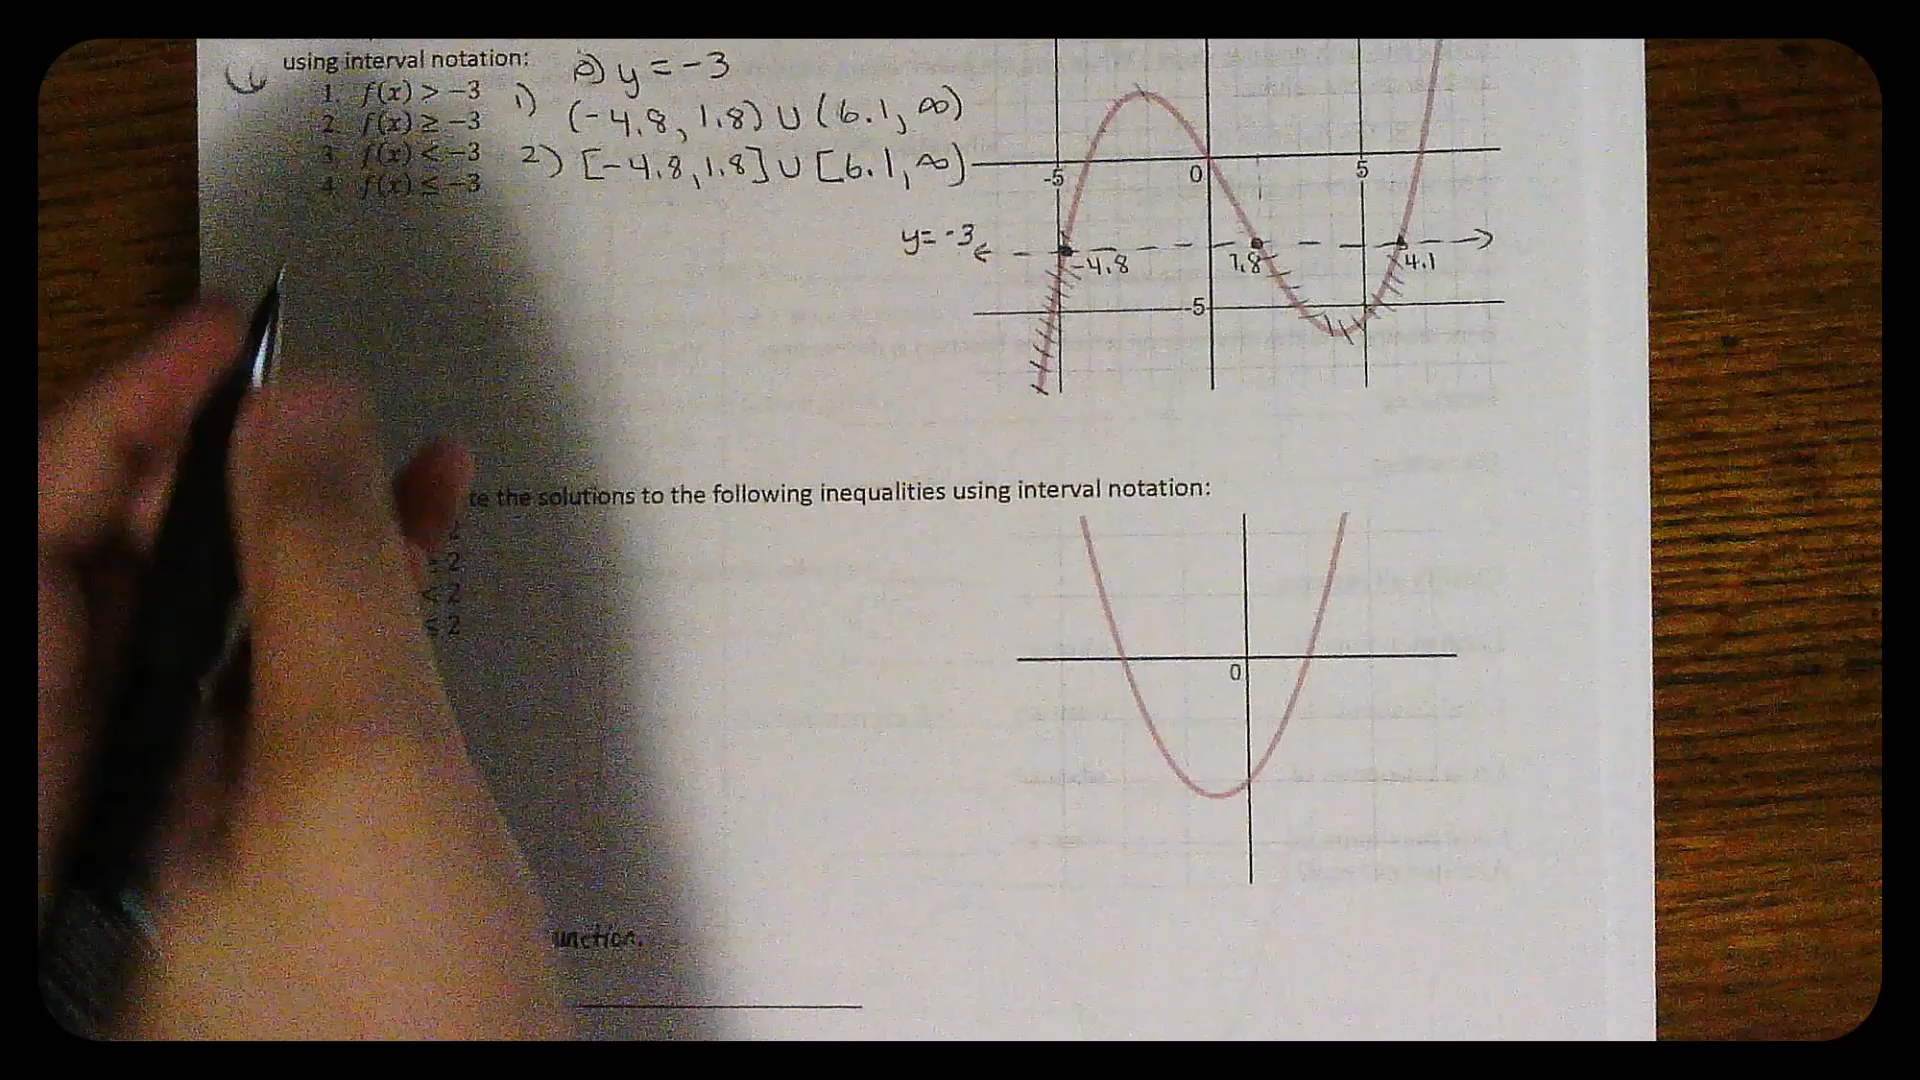 using interval notation:
a) y = -3
1. f(x) > -3
2. f(x) ≥ -3
3. f(x) < -3
4. f(x) ≤ -3
1) (-4.8, 1.8) ∪ (6.1, ∞)
2) [-4.8, 1.8] ∪ [6.1, ∞)
-5 0 5
y = -3
-4.8 1.8 4.1
-5
te the solutions to the following inequalities using interval notation:
2
2
< 2
≤ 2
0
unction.